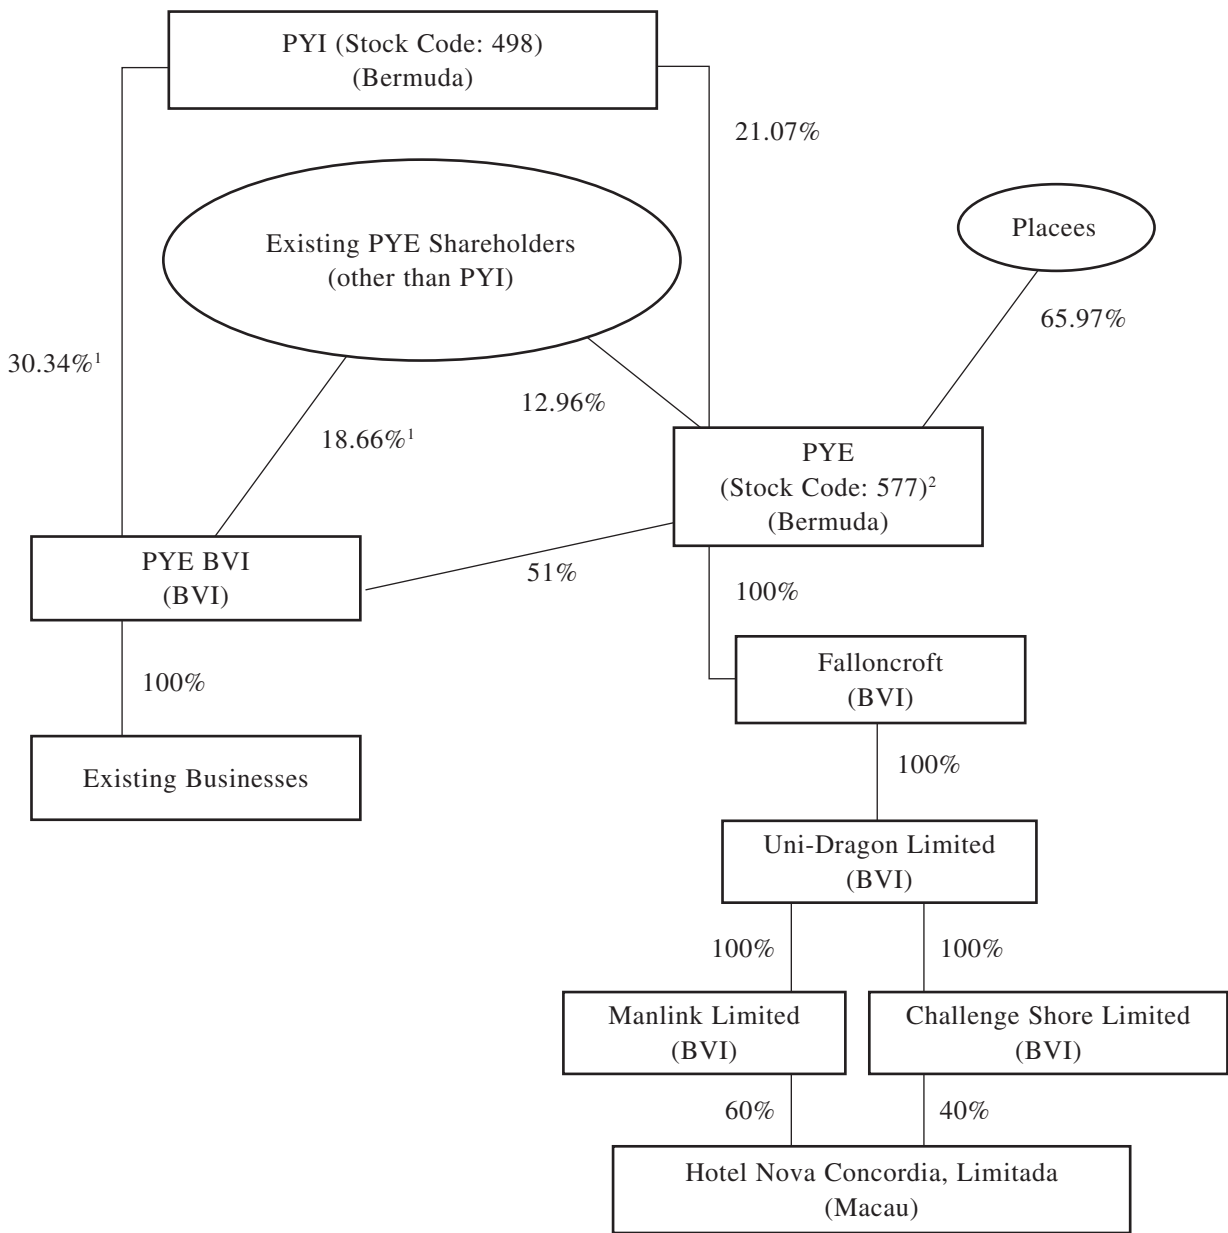 PYI (Stock Code: 498)
(Bermuda)
21.07%
Existing PYE Shareholders
(other than PYI)
Placees
65.97%
30.34%¹
12.96%
18.66%¹
PYE
(Stock Code: 577)²
(Bermuda)
PYE BVI
(BVI)
51%
100%
Falloncroft
(BVI)
100%
Existing Businesses
100%
Uni-Dragon Limited
(BVI)
100%
100%
Manlink Limited
(BVI)
Challenge Shore Limited
(BVI)
60%
40%
Hotel Nova Concordia, Limitada
(Macau)